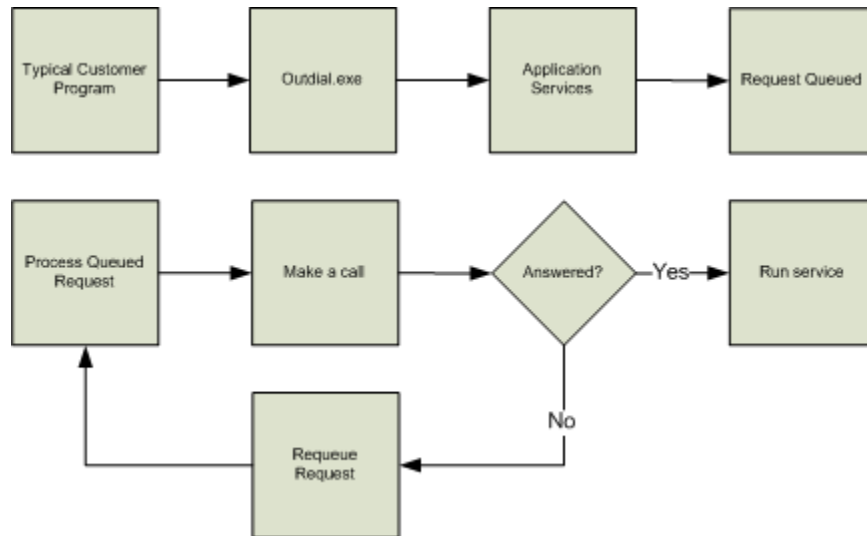 Typical Customer
Program
Outdial.exe
Application
Services
Request Queued
Process Queued
Request
Make a call
Answered?
Yes
Run service
No
Requeue
Request